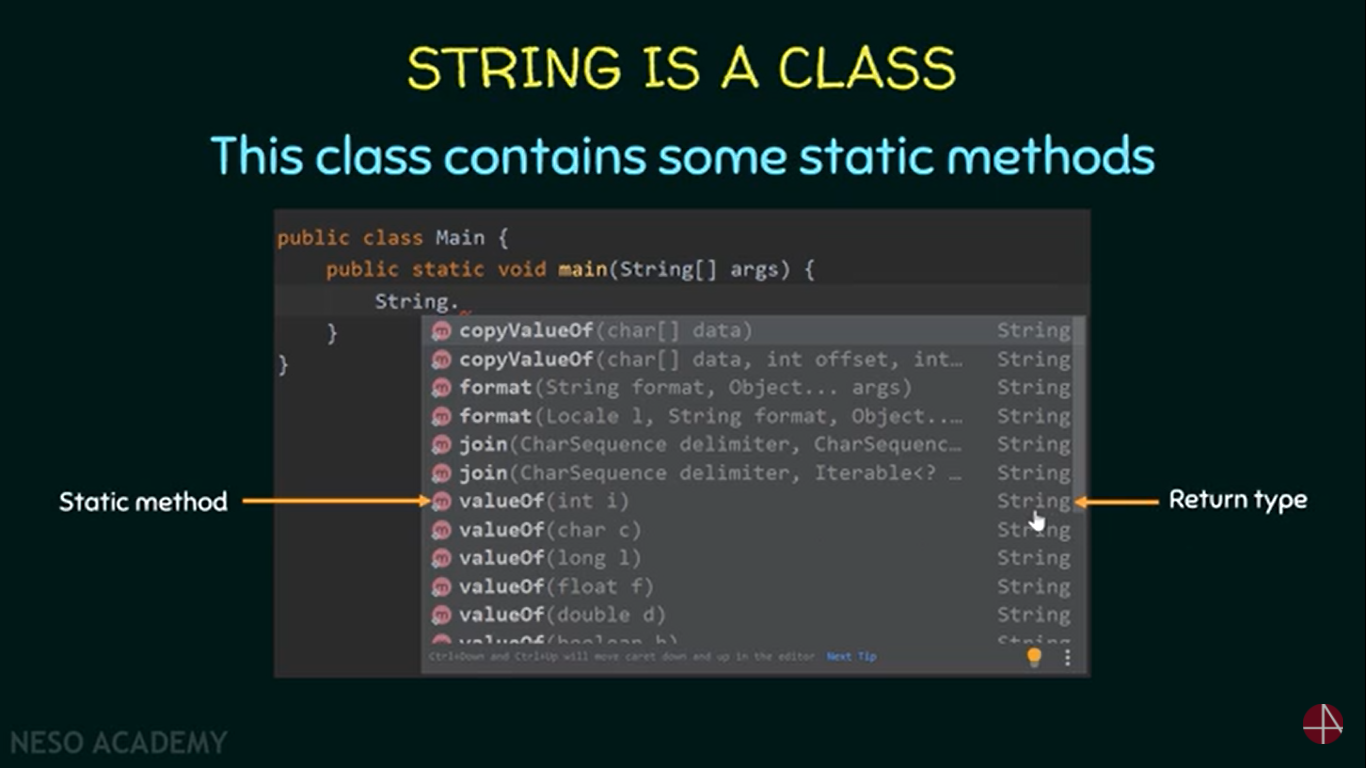 STRING IS A CLASS
This class contains some static methods
public class Main {
public static void main(String[] args) {
String.
}
}
copyValueOf(char[] data) String
copyValueOf(char[] data, int offset, int… String
format(String format, Object... args) String
format(Locale l, String format, Object..… String
join(CharSequence delimiter, CharSequenc… String
join(CharSequence delimiter, Iterable<? … String
Static method
valueOf(int i) String
Return type
valueOf(char c) String
valueOf(long l) String
valueOf(float f) String
valueOf(double d) String
valueOf(boolean b) String
Ctrl+Down and Ctrl+Up will move caret down and up in the editor Next Tip
NESO ACADEMY